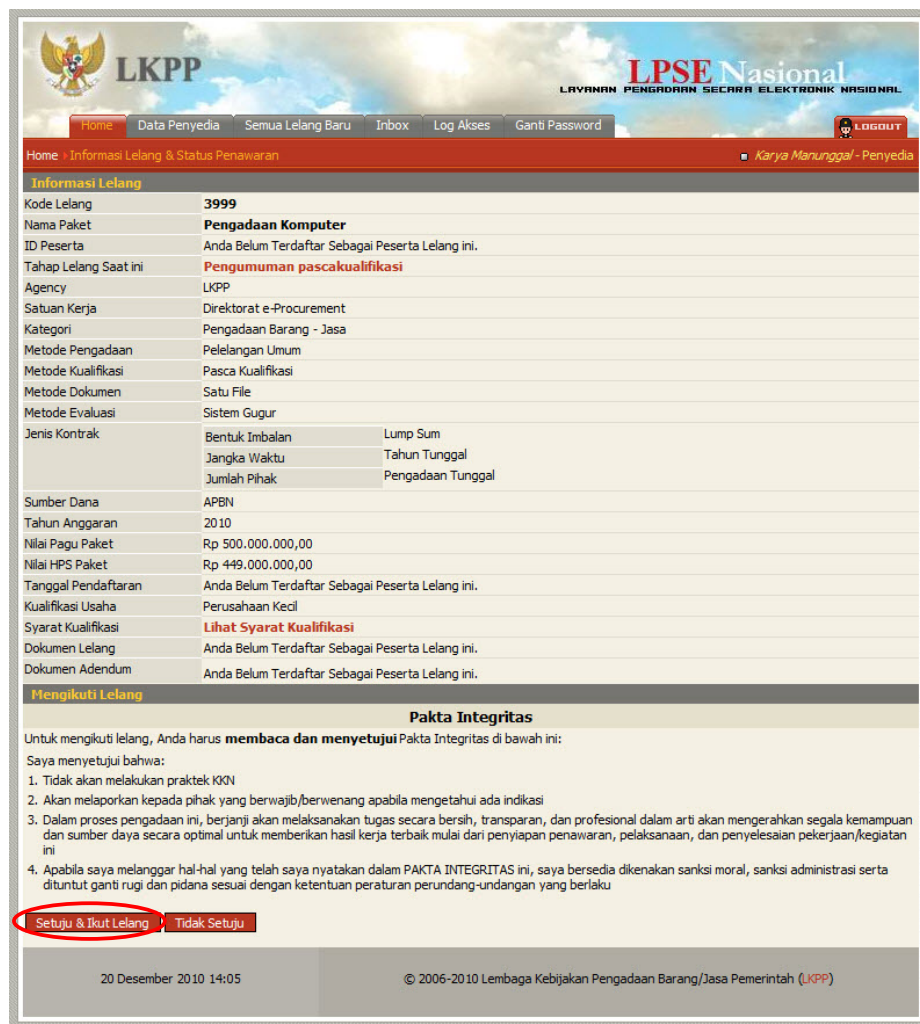 LKPP
LPSE Nasional
LAYANAN PENGADAAN SECARA ELEKTRONIK NASIONAL
Home Data Penyedia Semua Lelang Baru Inbox Log Akses Ganti Password LOGOUT
Home Informasi Lelang & Status Penawaran Karya Manunggal - Penyedia
Informasi Lelang
Kode Lelang 3999
Nama Paket Pengadaan Komputer
ID Peserta Anda Belum Terdaftar Sebagai Peserta Lelang ini.
Tahap Lelang Saat ini Pengumuman pascakualifikasi
Agency LKPP
Satuan Kerja Direktorat e-Procurement
Kategori Pengadaan Barang - Jasa
Metode Pengadaan Pelelangan Umum
Metode Kualifikasi Pasca Kualifikasi
Metode Dokumen Satu File
Metode Evaluasi Sistem Gugur
Jenis Kontrak Bentuk Imbalan Lump Sum
Jangka Waktu Tahun Tunggal
Jumlah Pihak Pengadaan Tunggal
Sumber Dana APBN
Tahun Anggaran 2010
Nilai Pagu Paket Rp 500.000.000,00
Nilai HPS Paket Rp 449.000.000,00
Tanggal Pendaftaran Anda Belum Terdaftar Sebagai Peserta Lelang ini.
Kualifikasi Usaha Perusahaan Kecil
Syarat Kualifikasi Lihat Syarat Kualifikasi
Dokumen Lelang Anda Belum Terdaftar Sebagai Peserta Lelang ini.
Dokumen Adendum Anda Belum Terdaftar Sebagai Peserta Lelang ini.
Mengikuti Lelang
Pakta Integritas
Untuk mengikuti lelang, Anda harus membaca dan menyetujui Pakta Integritas di bawah ini:
Saya menyetujui bahwa:
1. Tidak akan melakukan praktek KKN
2. Akan melaporkan kepada pihak yang berwajib/berwenang apabila mengetahui ada indikasi
3. Dalam proses pengadaan ini, berjanji akan melaksanakan tugas secara bersih, transparan, dan profesional dalam arti akan mengerahkan segala kemampuan
dan sumber daya secara optimal untuk memberikan hasil kerja terbaik mulai dari penyiapan penawaran, pelaksanaan, dan penyelesaian pekerjaan/kegiatan
ini
4. Apabila saya melanggar hal-hal yang telah saya nyatakan dalam PAKTA INTEGRITAS ini, saya bersedia dikenakan sanksi moral, sanksi administrasi serta
dituntut ganti rugi dan pidana sesuai dengan ketentuan peraturan perundang-undangan yang berlaku
Setuju & Ikut Lelang Tidak Setuju
20 Desember 2010 14:05 © 2006-2010 Lembaga Kebijakan Pengadaan Barang/Jasa Pemerintah (LKPP)